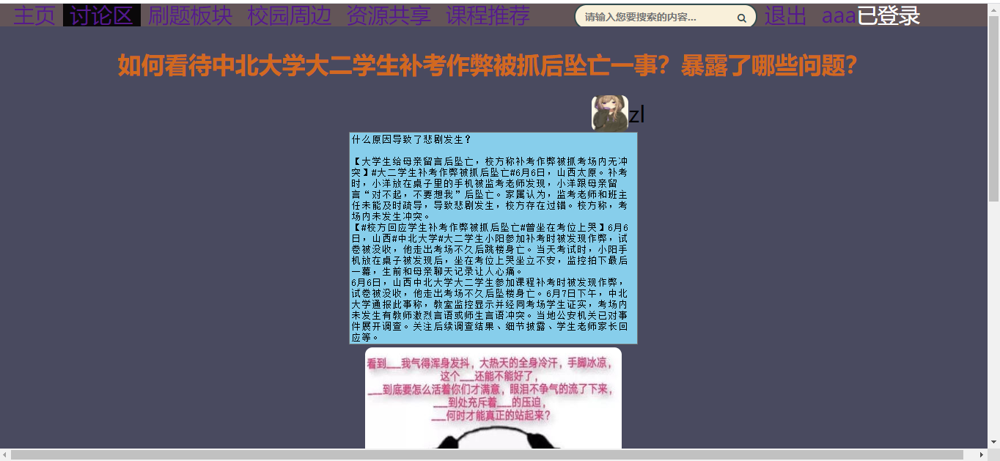 主页 讨论区 刷题板块 校园周边 资源共享 课程推荐 请输入您要搜索的内容... 退出 aaa已登录
如何看待中北大学大二学生补考作弊被抓后坠亡一事？暴露了哪些问题？
zl
什么原因导致了悲剧发生？
【大学生给母亲留言后坠亡，校方称补考作弊被抓考场内无冲
突】#大二学生补考作弊被抓后坠亡#6月6日，山西太原。补考
时，小洋放在桌子里的手机被监考老师发现，小洋跟母亲留
言“对不起，不要想我”后坠亡。家属认为，监考老师和班主
任未能及时疏导，导致悲剧发生，校方存在过错。校方称，考
场内未发生冲突。
【#校方回应学生补考作弊被抓后坠亡#曾坐在考位上哭】6月6
日，山西#中北大学#大二学生小阳参加补考时被发现作弊，试
卷被没收，他走出考场不久后跳楼身亡。当天考试时，小阳手
机放在桌子被发现后，坐在考位上哭坐立不安，监控拍下最后
一幕，生前和母亲聊天记录让人心痛。
6月6日，山西中北大学大二学生参加课程补考时被发现作弊，
试卷被没收，他走出考场不久后坠楼身亡。6月7日下午，中北
大学通报此事称，教室监控显示并经同考场学生证实，考场内
未发生有教师激烈言语或师生言语冲突。当地公安机关已对事
件展开调查。关注后续调查结果、细节披露、学生老师家长回
应等。
看到___我气得浑身发抖，大热天的全身冷汗，手脚冰凉，
这个___还能不能好了，
___到底要怎么活着你们才满意，眼泪不争气的流了下来，
___到处充斥着___的压迫，
___何时才能真正的站起来？